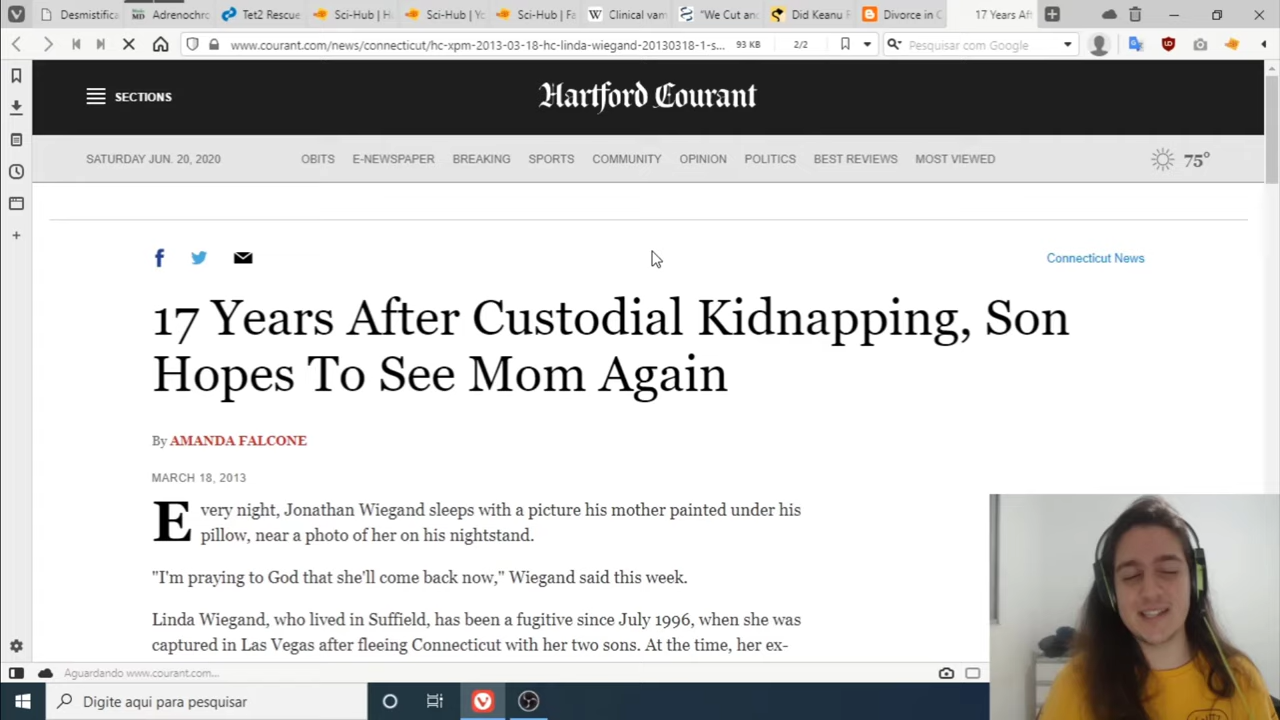 Desmistifica
Adrenochro
Tet2 Rescue
Sci-Hub | H
Sci-Hub | Yo
Sci-Hub | Fa
Clinical vam
"We Cut an
Did Keanu R
Divorce in C
17 Years Aft
www.courant.com/news/connecticut/hc-xpm-2013-03-18-hc-linda-wiegand-20130318-1-s...
93 KB
2/2
Pesquisar com Google
SECTIONS
Hartford Courant
SATURDAY JUN. 20, 2020
OBITS
E-NEWSPAPER
BREAKING
SPORTS
COMMUNITY
OPINION
POLITICS
BEST REVIEWS
MOST VIEWED
75°
Connecticut News
17 Years After Custodial Kidnapping, Son
Hopes To See Mom Again
By AMANDA FALCONE
MARCH 18, 2013
Every night, Jonathan Wiegand sleeps with a picture his mother painted under his
pillow, near a photo of her on his nightstand.
"I'm praying to God that she'll come back now," Wiegand said this week.
Linda Wiegand, who lived in Suffield, has been a fugitive since July 1996, when she was
captured in Las Vegas after fleeing Connecticut with her two sons. At the time, her ex-
Aguardando www.courant.com...
Digite aqui para pesquisar